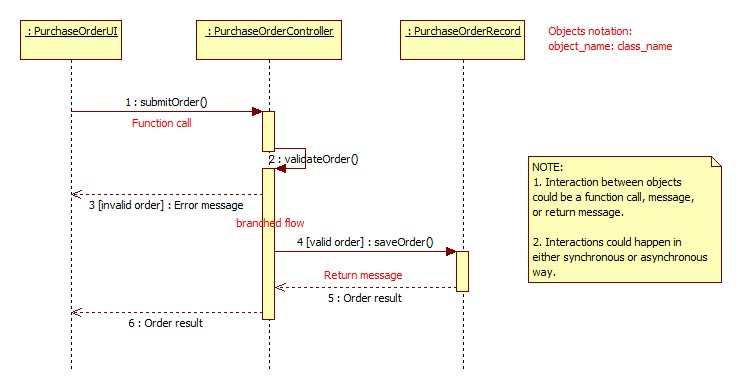 : PurchaseOrderUI
: PurchaseOrderController
: PurchaseOrderRecord
Objects notation:
object_name: class_name
1 : submitOrder()
Function call
2 : validateOrder()
3 [invalid order] : Error message
branched flow
4 [valid order] : saveOrder()
Return message
5 : Order result
6 : Order result
NOTE:
1. Interaction between objects
could be a function call, message,
or return message.
2. Interactions could happen in
either synchronous or asynchronous
way.